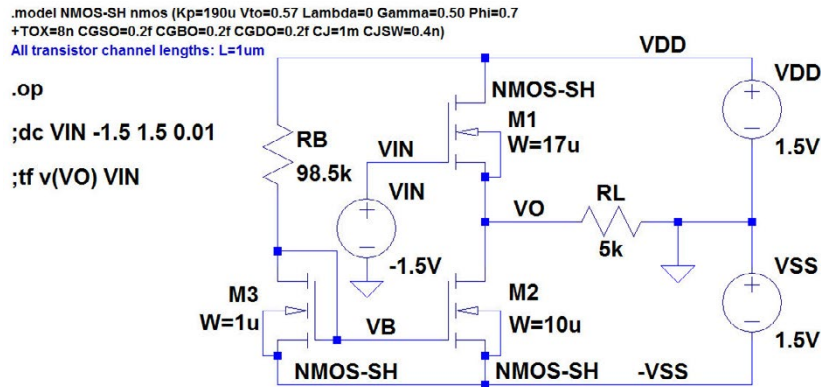 .model NMOS-SH nmos (Kp=190u Vto=0.57 Lambda=0 Gamma=0.50 Phi=0.7
+TOX=8n CGSO=0.2f CGBO=0.2f CGDO=0.2f CJ=1m CJSW=0.4n)
All transistor channel lengths: L=1um
VDD
.op
NMOS-SH
VDD
;dc VIN -1.5 1.5 0.01
RB
98.5k
VIN
M1
W=17u
1.5V
;tf v(VO) VIN
VIN
VO
RL
5k
-1.5V
VSS
M3
W=1u
VB
M2
W=10u
1.5V
NMOS-SH
NMOS-SH
-VSS